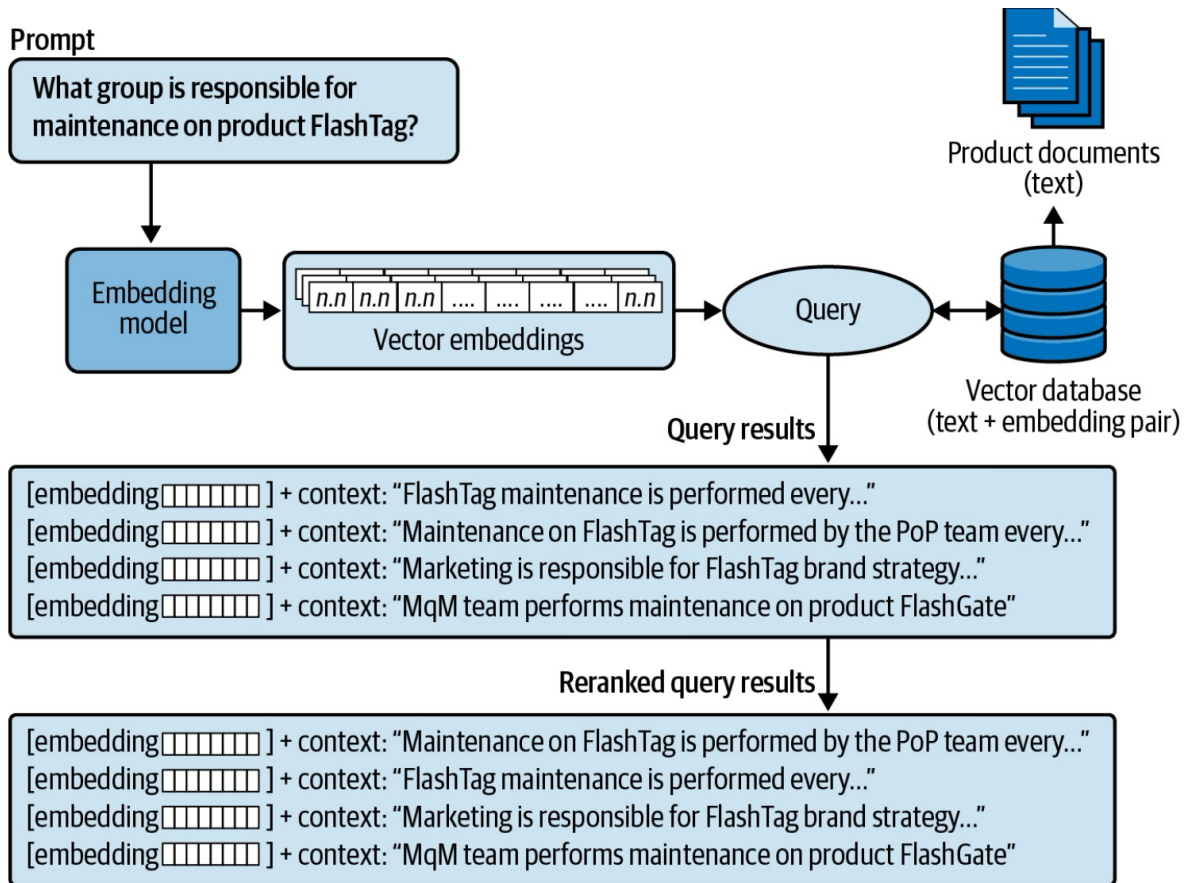 Prompt
What group is responsible for
maintenance on product FlashTag?
Product documents
(text)
Embedding
model
n.n n.n n.n .... .... .... .... n.n
Vector embeddings
Query
Vector database
(text + embedding pair)
Query results
[embedding ] + context: “FlashTag maintenance is performed every...”
[embedding ] + context: “Maintenance on FlashTag is performed by the PoP team every...”
[embedding ] + context: “Marketing is responsible for FlashTag brand strategy...”
[embedding ] + context: “MqM team performs maintenance on product FlashGate”
Reranked query results
[embedding ] + context: “Maintenance on FlashTag is performed by the PoP team every...”
[embedding ] + context: “FlashTag maintenance is performed every...”
[embedding ] + context: “Marketing is responsible for FlashTag brand strategy...”
[embedding ] + context: “MqM team performs maintenance on product FlashGate”